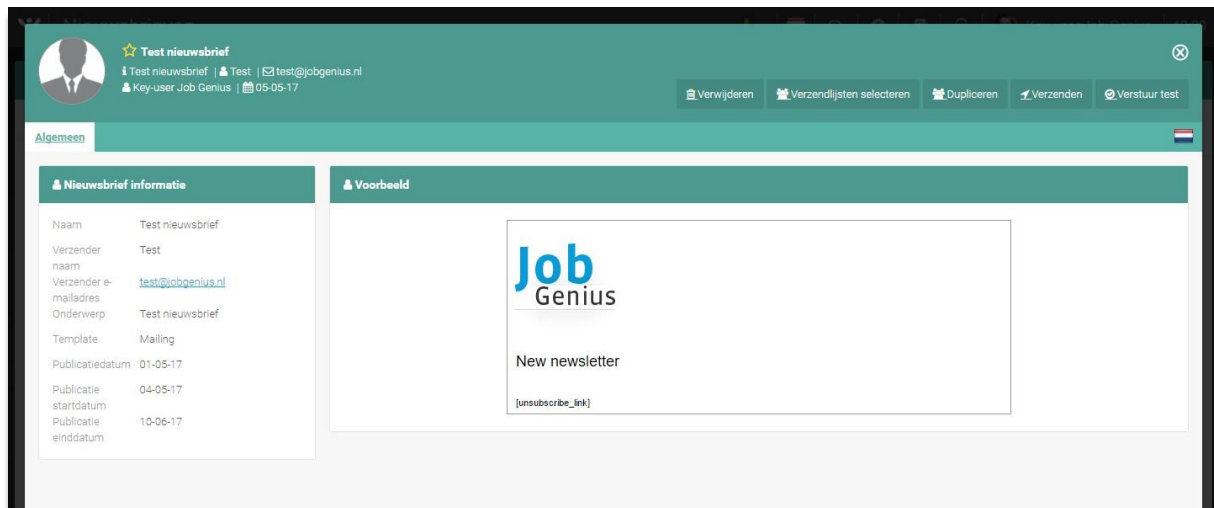 Test nieuwsbrief
Test nieuwsbrief | Test | test@jobgenius.nl
Key-user Job Genius | 05-05-17
Verwijderen Verzendlijsten selecteren Dupliceren Verzenden Verstuur test
Algemeen
Nieuwsbrief informatie
Naam Test nieuwsbrief
Verzender Test
naam
Verzender e- test@jobgenius.nl
mailadres
Onderwerp Test nieuwsbrief
Template Mailing
Publicatiedatum 01-05-17
Publicatie 04-05-17
startdatum
Publicatie 10-06-17
einddatum
Voorbeeld
Job
Genius
New newsletter
[unsubscribe_link]